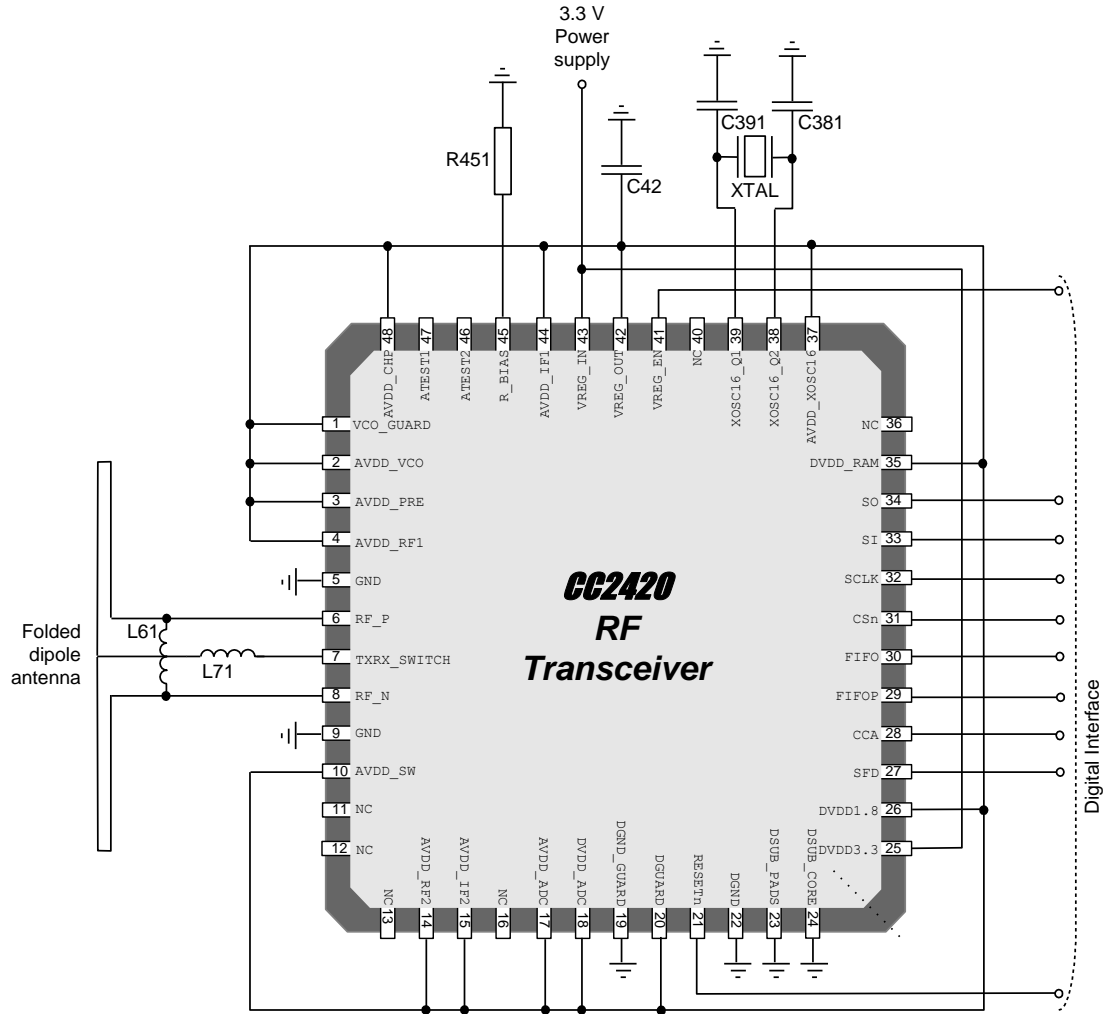 3.3 V
Power
supply
C391
C381
R451
C42
XTAL
48
47
46
45
44
43
42
41
40
39
38
37
AVDD_CHP
ATEST1
ATEST2
R_BIAS
AVDD_IF1
VREG_IN
VREG_OUT
VREG_EN
NC
XOSC16_Q1
XOSC16_Q2
AVDD_XOSC16
1 VCO_GUARD
2 AVDD_VCO
3 AVDD_PRE
4 AVDD_RF1
5 GND
6 RF_P
7 TXRX_SWITCH
8 RF_N
9 GND
10 AVDD_SW
11 NC
12 NC
NC 36
DVDD_RAM 35
SO 34
SI 33
SCLK 32
CSn 31
FIFO 30
FIFOP 29
CCA 28
SFD 27
DVDD1.8 26
DVDD3.3 25
CC2420
RF
Transceiver
Folded
dipole
antenna
L61
L71
Digital Interface
NC
AVDD_RF2
AVDD_IF2
NC
AVDD_ADC
DVDD_ADC
DGND_GUARD
DGUARD
RESETn
DGND
DSUB_PADS
DSUB_CORE
13
14
15
16
17
18
19
20
21
22
23
24